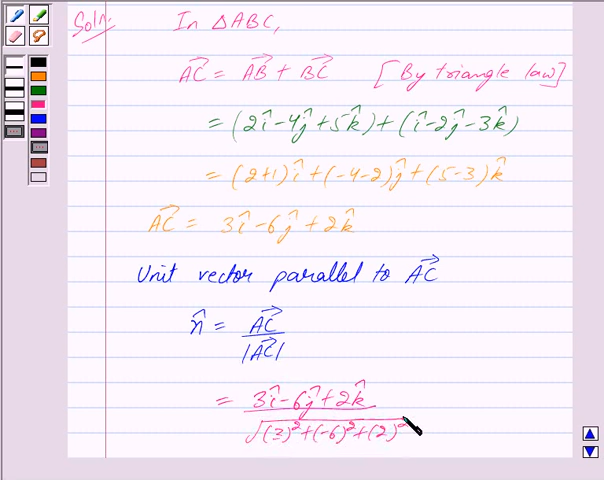 Soln: In ΔABC,
AC⃗ = AB⃗ + BC⃗ [By triangle law]
= (2î-4ĵ+5k̂)+(î-2ĵ-3k̂)
= (2+1)î+(-4-2)ĵ+(5-3)k̂
AC⃗ = 3î-6ĵ+2k̂
Unit vector parallel to AC⃗
n̂ = AC⃗
|AC⃗|
= 3î-6ĵ+2k̂
√(3)²+(-6)²+(2)²